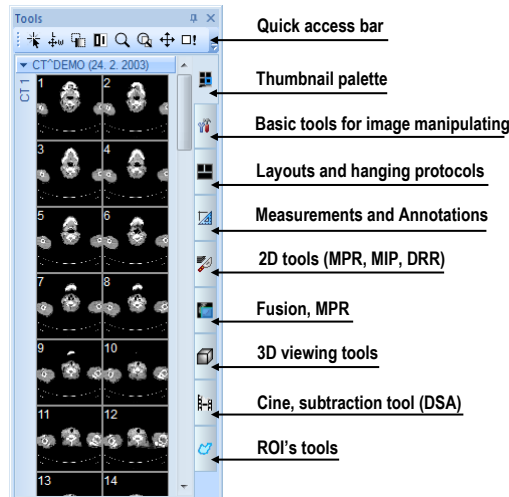 Tools
Quick access bar
CT^DEMO (24. 2. 2003)
CT 1
1 2
Thumbnail palette
Basic tools for image manipulating
3 4
Layouts and hanging protocols
5 6
Measurements and Annotations
2D tools (MPR, MIP, DRR)
7 8
Fusion, MPR
9 10
3D viewing tools
11 12
Cine, subtraction tool (DSA)
ROI's tools
13 14